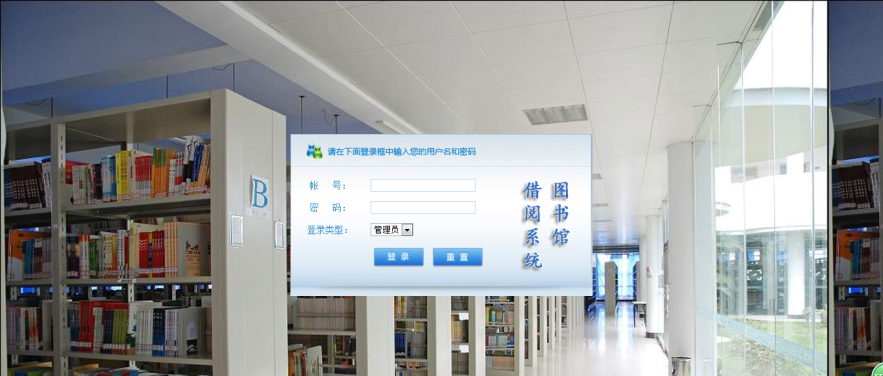 B
请在下面登录框中输入您的用户名和密码
帐 号：
密 码：
登录类型：
管理员
登 录
重 置
图书馆
借阅系统